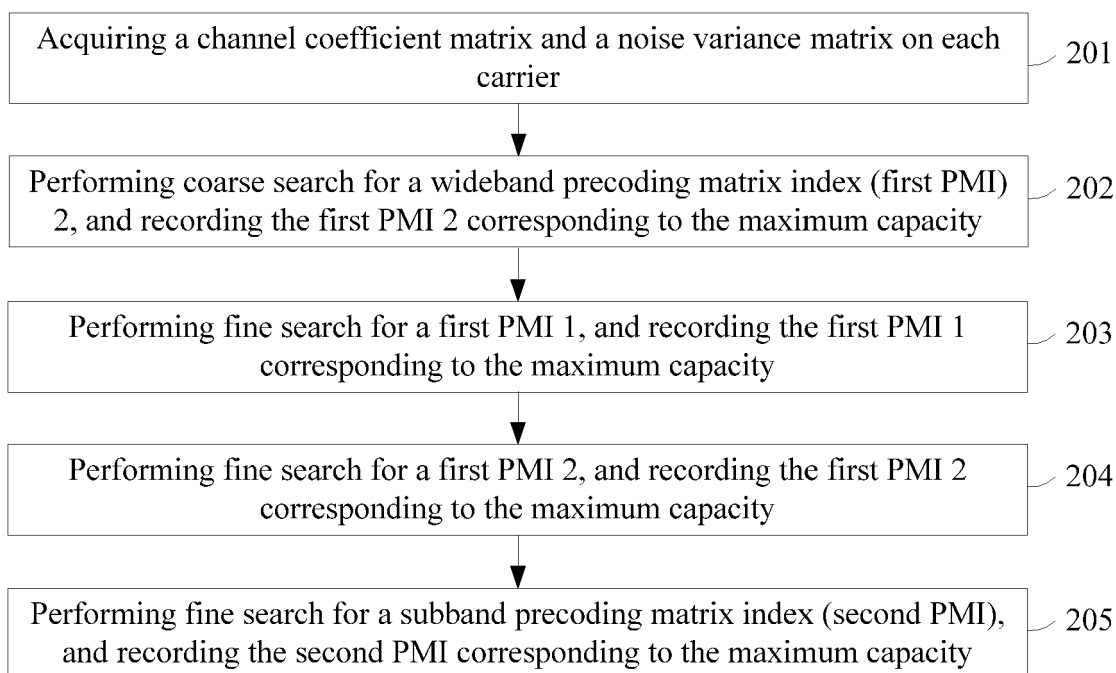 Acquiring a channel coefficient matrix and a noise variance matrix on each
carrier
201
Performing coarse search for a wideband precoding matrix index (first PMI)
2, and recording the first PMI 2 corresponding to the maximum capacity
202
Performing fine search for a first PMI 1, and recording the first PMI 1
corresponding to the maximum capacity
203
Performing fine search for a first PMI 2, and recording the first PMI 2
corresponding to the maximum capacity
204
Performing fine search for a subband precoding matrix index (second PMI),
and recording the second PMI corresponding to the maximum capacity
205